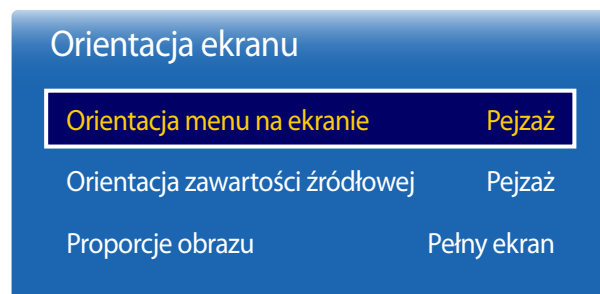 Orientacja ekranu
Orientacja menu na ekranie Pejzaż
Orientacja zawartości źródłowej Pejzaż
Proporcje obrazu Pełny ekran